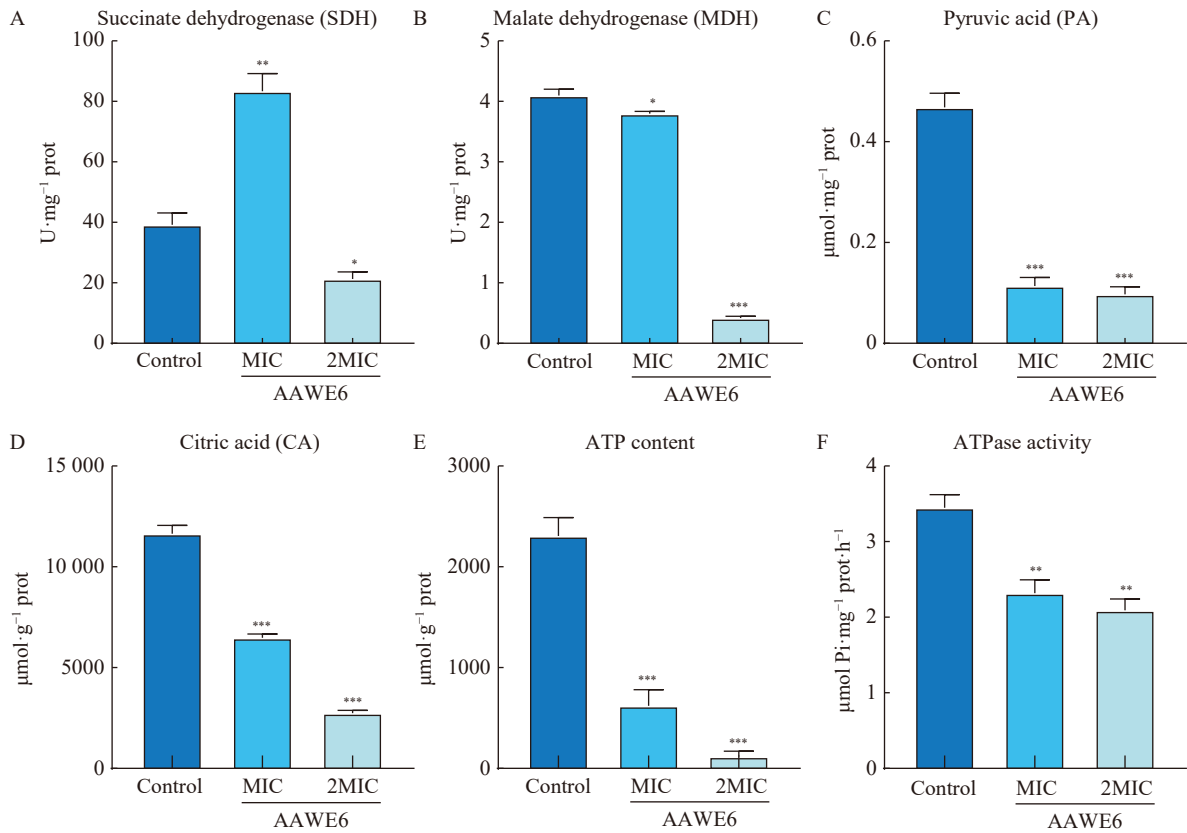 A
Succinate dehydrogenase (SDH)
100
80
60
40
20
0
U·mg⁻¹ prot
**
*
Control
MIC
2MIC
AAWE6
B
Malate dehydrogenase (MDH)
5
4
3
2
1
0
U·mg⁻¹ prot
*
***
Control
MIC
2MIC
AAWE6
C
Pyruvic acid (PA)
0.6
0.4
0.2
0
μmol·mg⁻¹ prot
***
***
Control
MIC
2MIC
AAWE6
D
Citric acid (CA)
15 000
10 000
5000
0
μmol·g⁻¹ prot
***
***
Control
MIC
2MIC
AAWE6
E
ATP content
3000
2000
1000
0
μmol·g⁻¹ prot
***
***
Control
MIC
2MIC
AAWE6
F
ATPase activity
4
3
2
1
0
μmol Pi·mg⁻¹ prot·h⁻¹
**
**
Control
MIC
2MIC
AAWE6